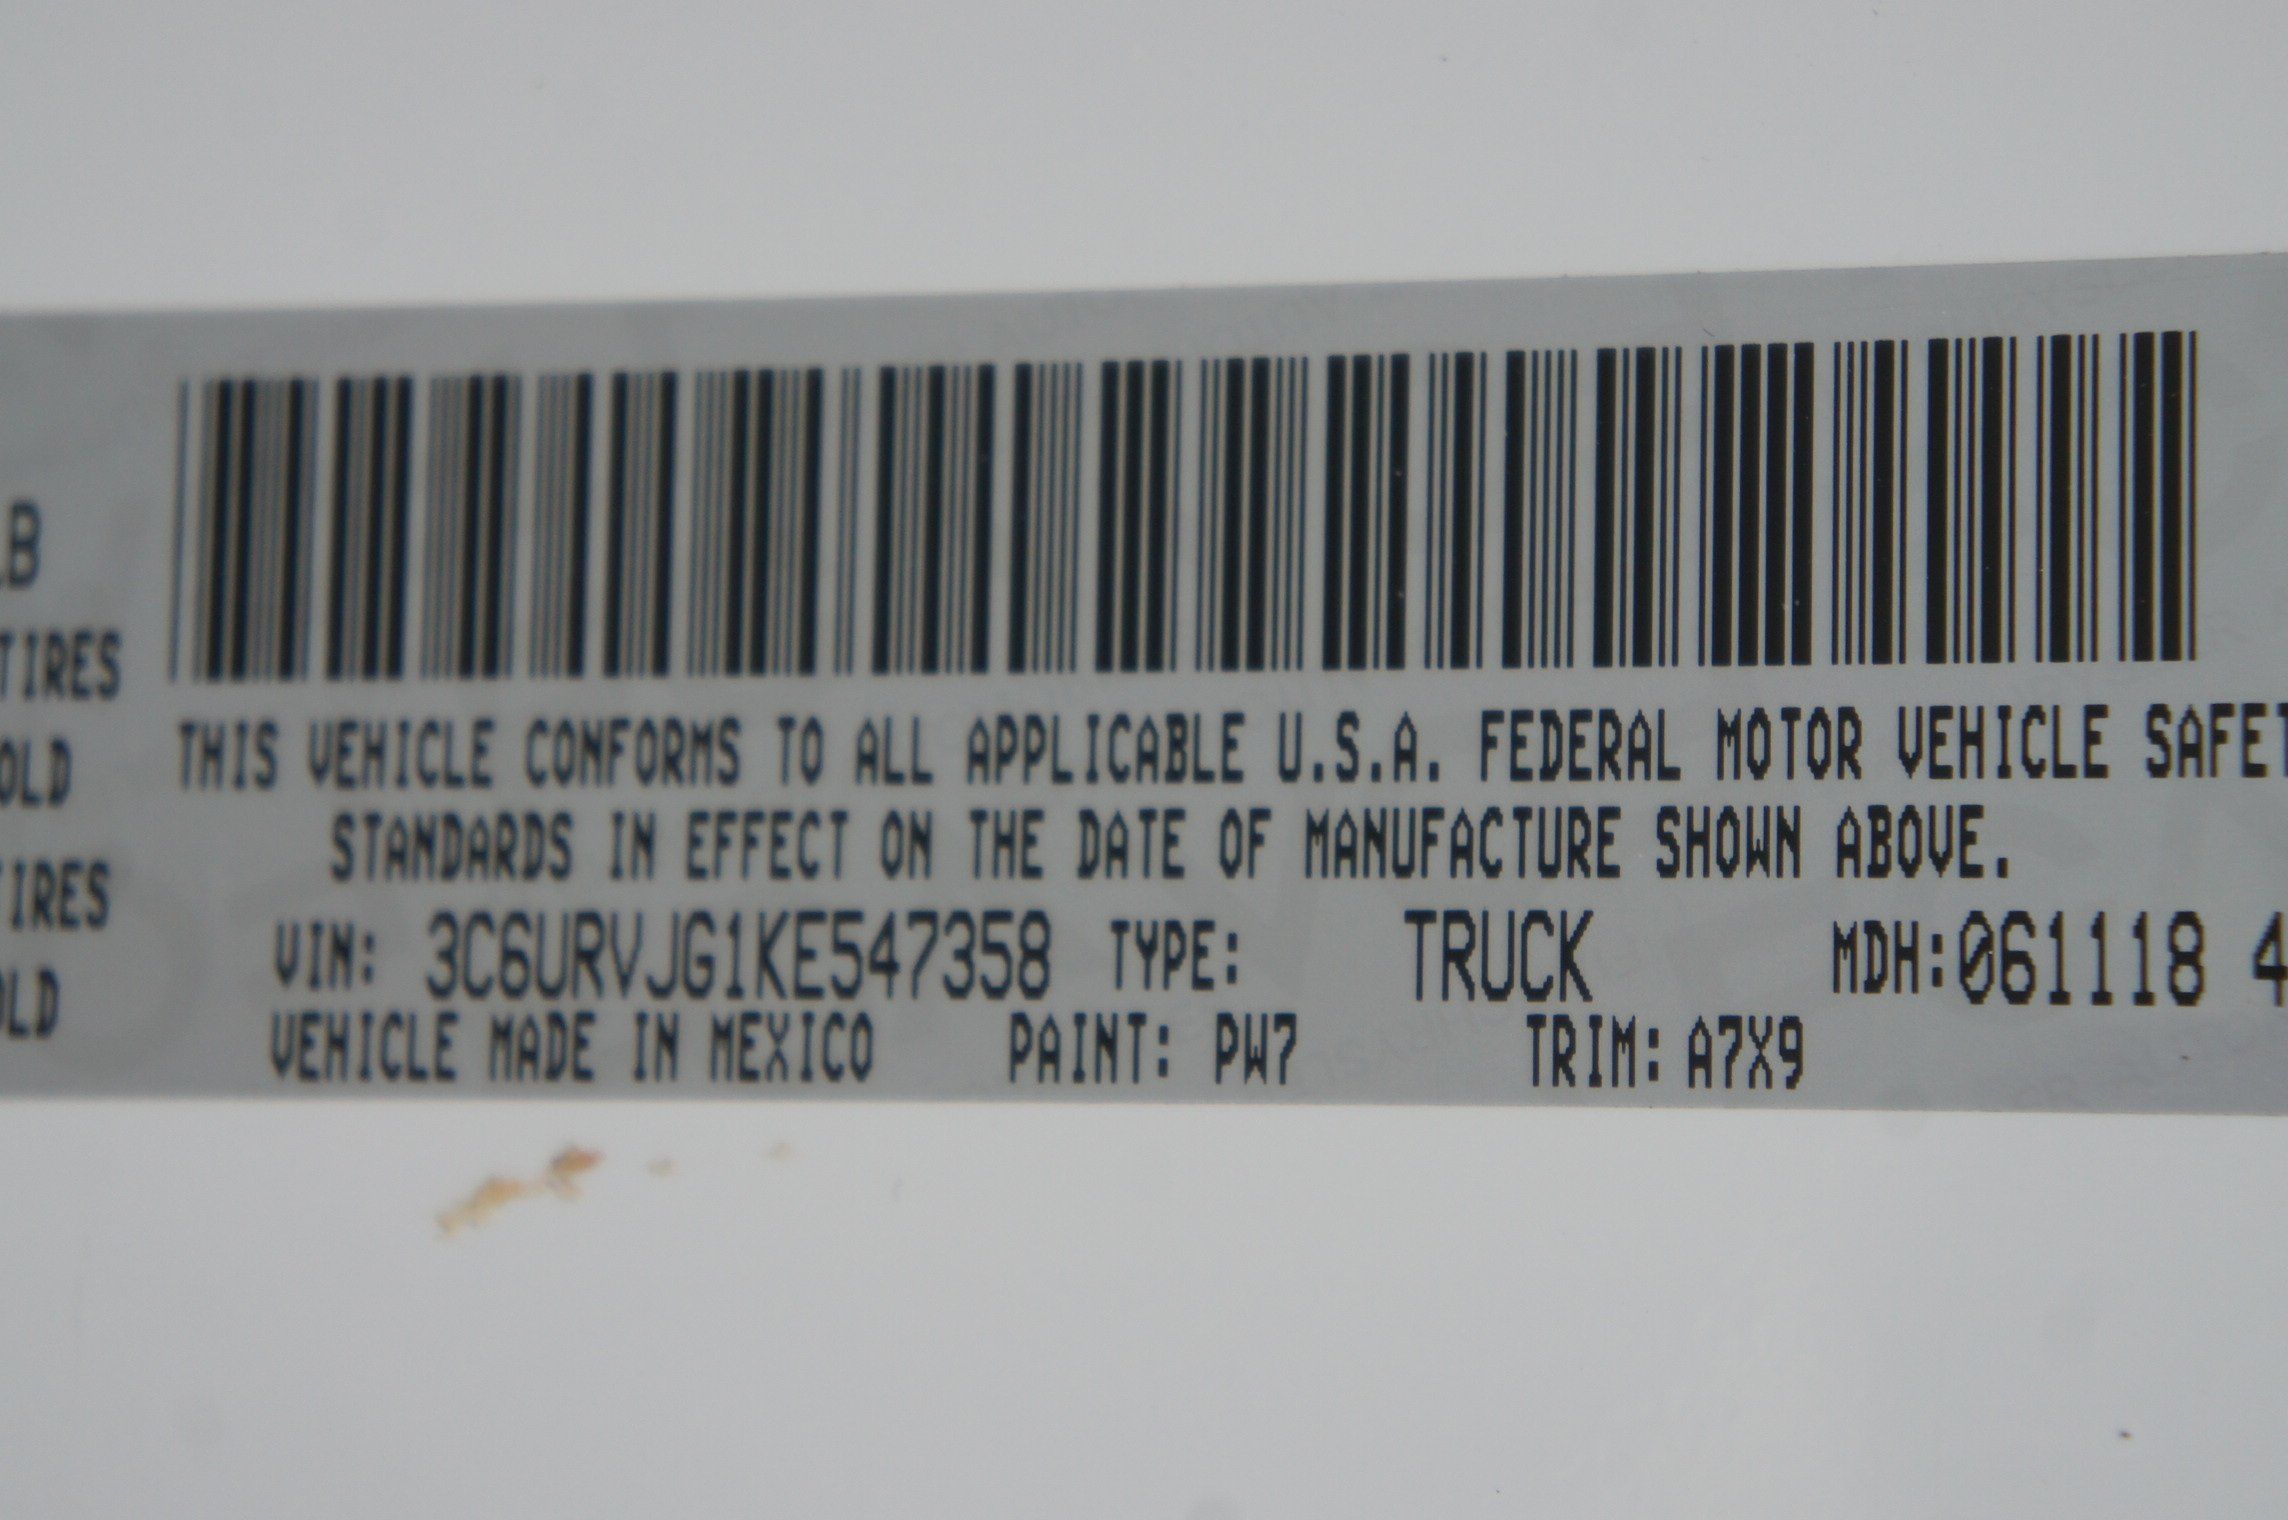 LB
TIRES
OLD
TIRES
OLD
THIS VEHICLE CONFORMS TO ALL APPLICABLE U.S.A. FEDERAL MOTOR VEHICLE SAFET
STANDARDS IN EFFECT ON THE DATE OF MANUFACTURE SHOWN ABOVE.
VIN: 3C6URVJG1KE547358 TYPE: TRUCK MDH:061118 4
VEHICLE MADE IN MEXICO PAINT: PW7 TRIM: A7X9